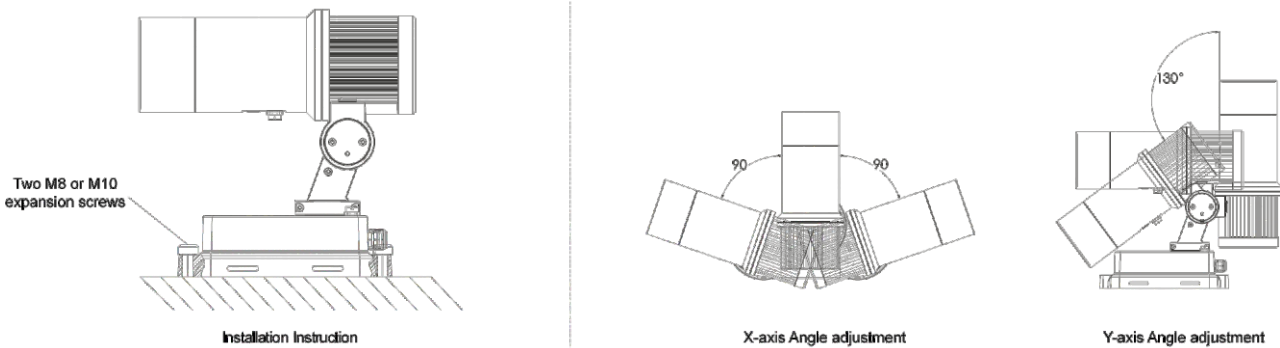 Two M8 or M10
expansion screws
Installation Instruction
90
90
X-axis Angle adjustment
130°
Y-axis Angle adjustment